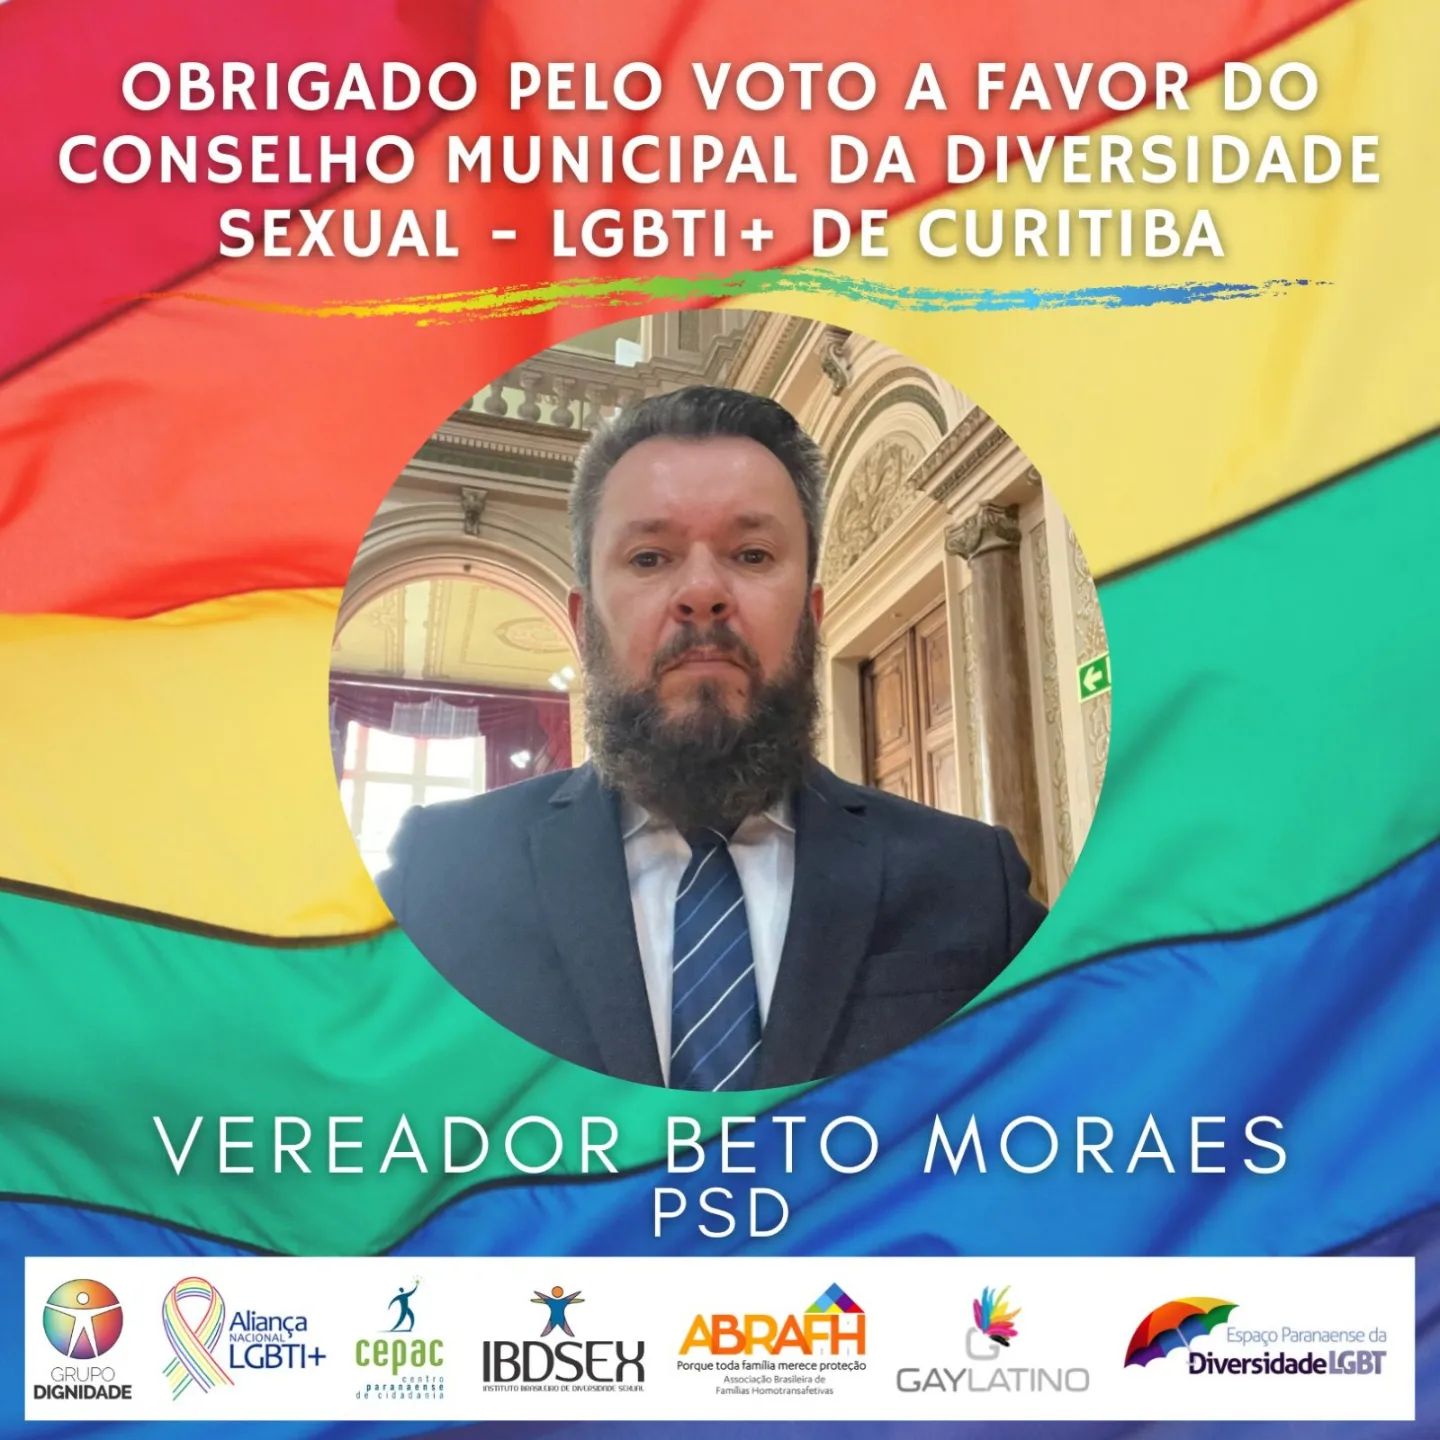 OBRIGADO PELO VOTO A FAVOR DO
CONSELHO MUNICIPAL DA DIVERSIDADE
SEXUAL - LGBTI+ DE CURITIBA
VEREADOR BETO MORAES
PSD
GRUPO
DIGNIDADE
Aliança
NACIONAL
LGBTI+
cepac
centro
paranaense
de cidadania
IBDSEX
INSTITUTO BRASILEIRO DE DIVERSIDADE SEXUAL
ABRAFH
Porque toda família merece proteção
Associação Brasileira de
Famílias Homotransafetivas
G
GAYLATINO
Espaço Paranaense da
DiversidadeLGBT